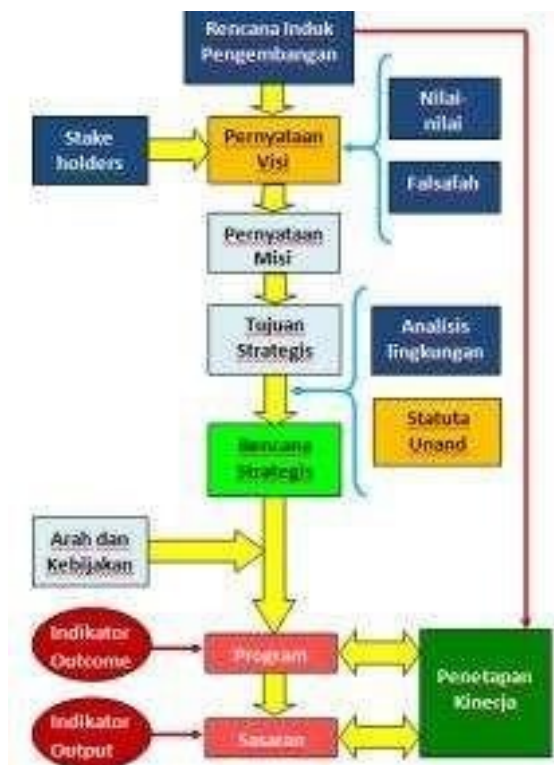 Rencana Induk
Pengembangan
Nilai-
nilai
Stake
holders
Pernyataan
Visi
Falsafah
Pernyataan
Misi
Tujuan
Strategis
Analisis
lingkungan
Statuta
Unand
Rencana
Strategis
Arah dan
Kebijakan
Indikator
Outcome
Program
Penetapan
Kinerja
Indikator
Output
Sasaran